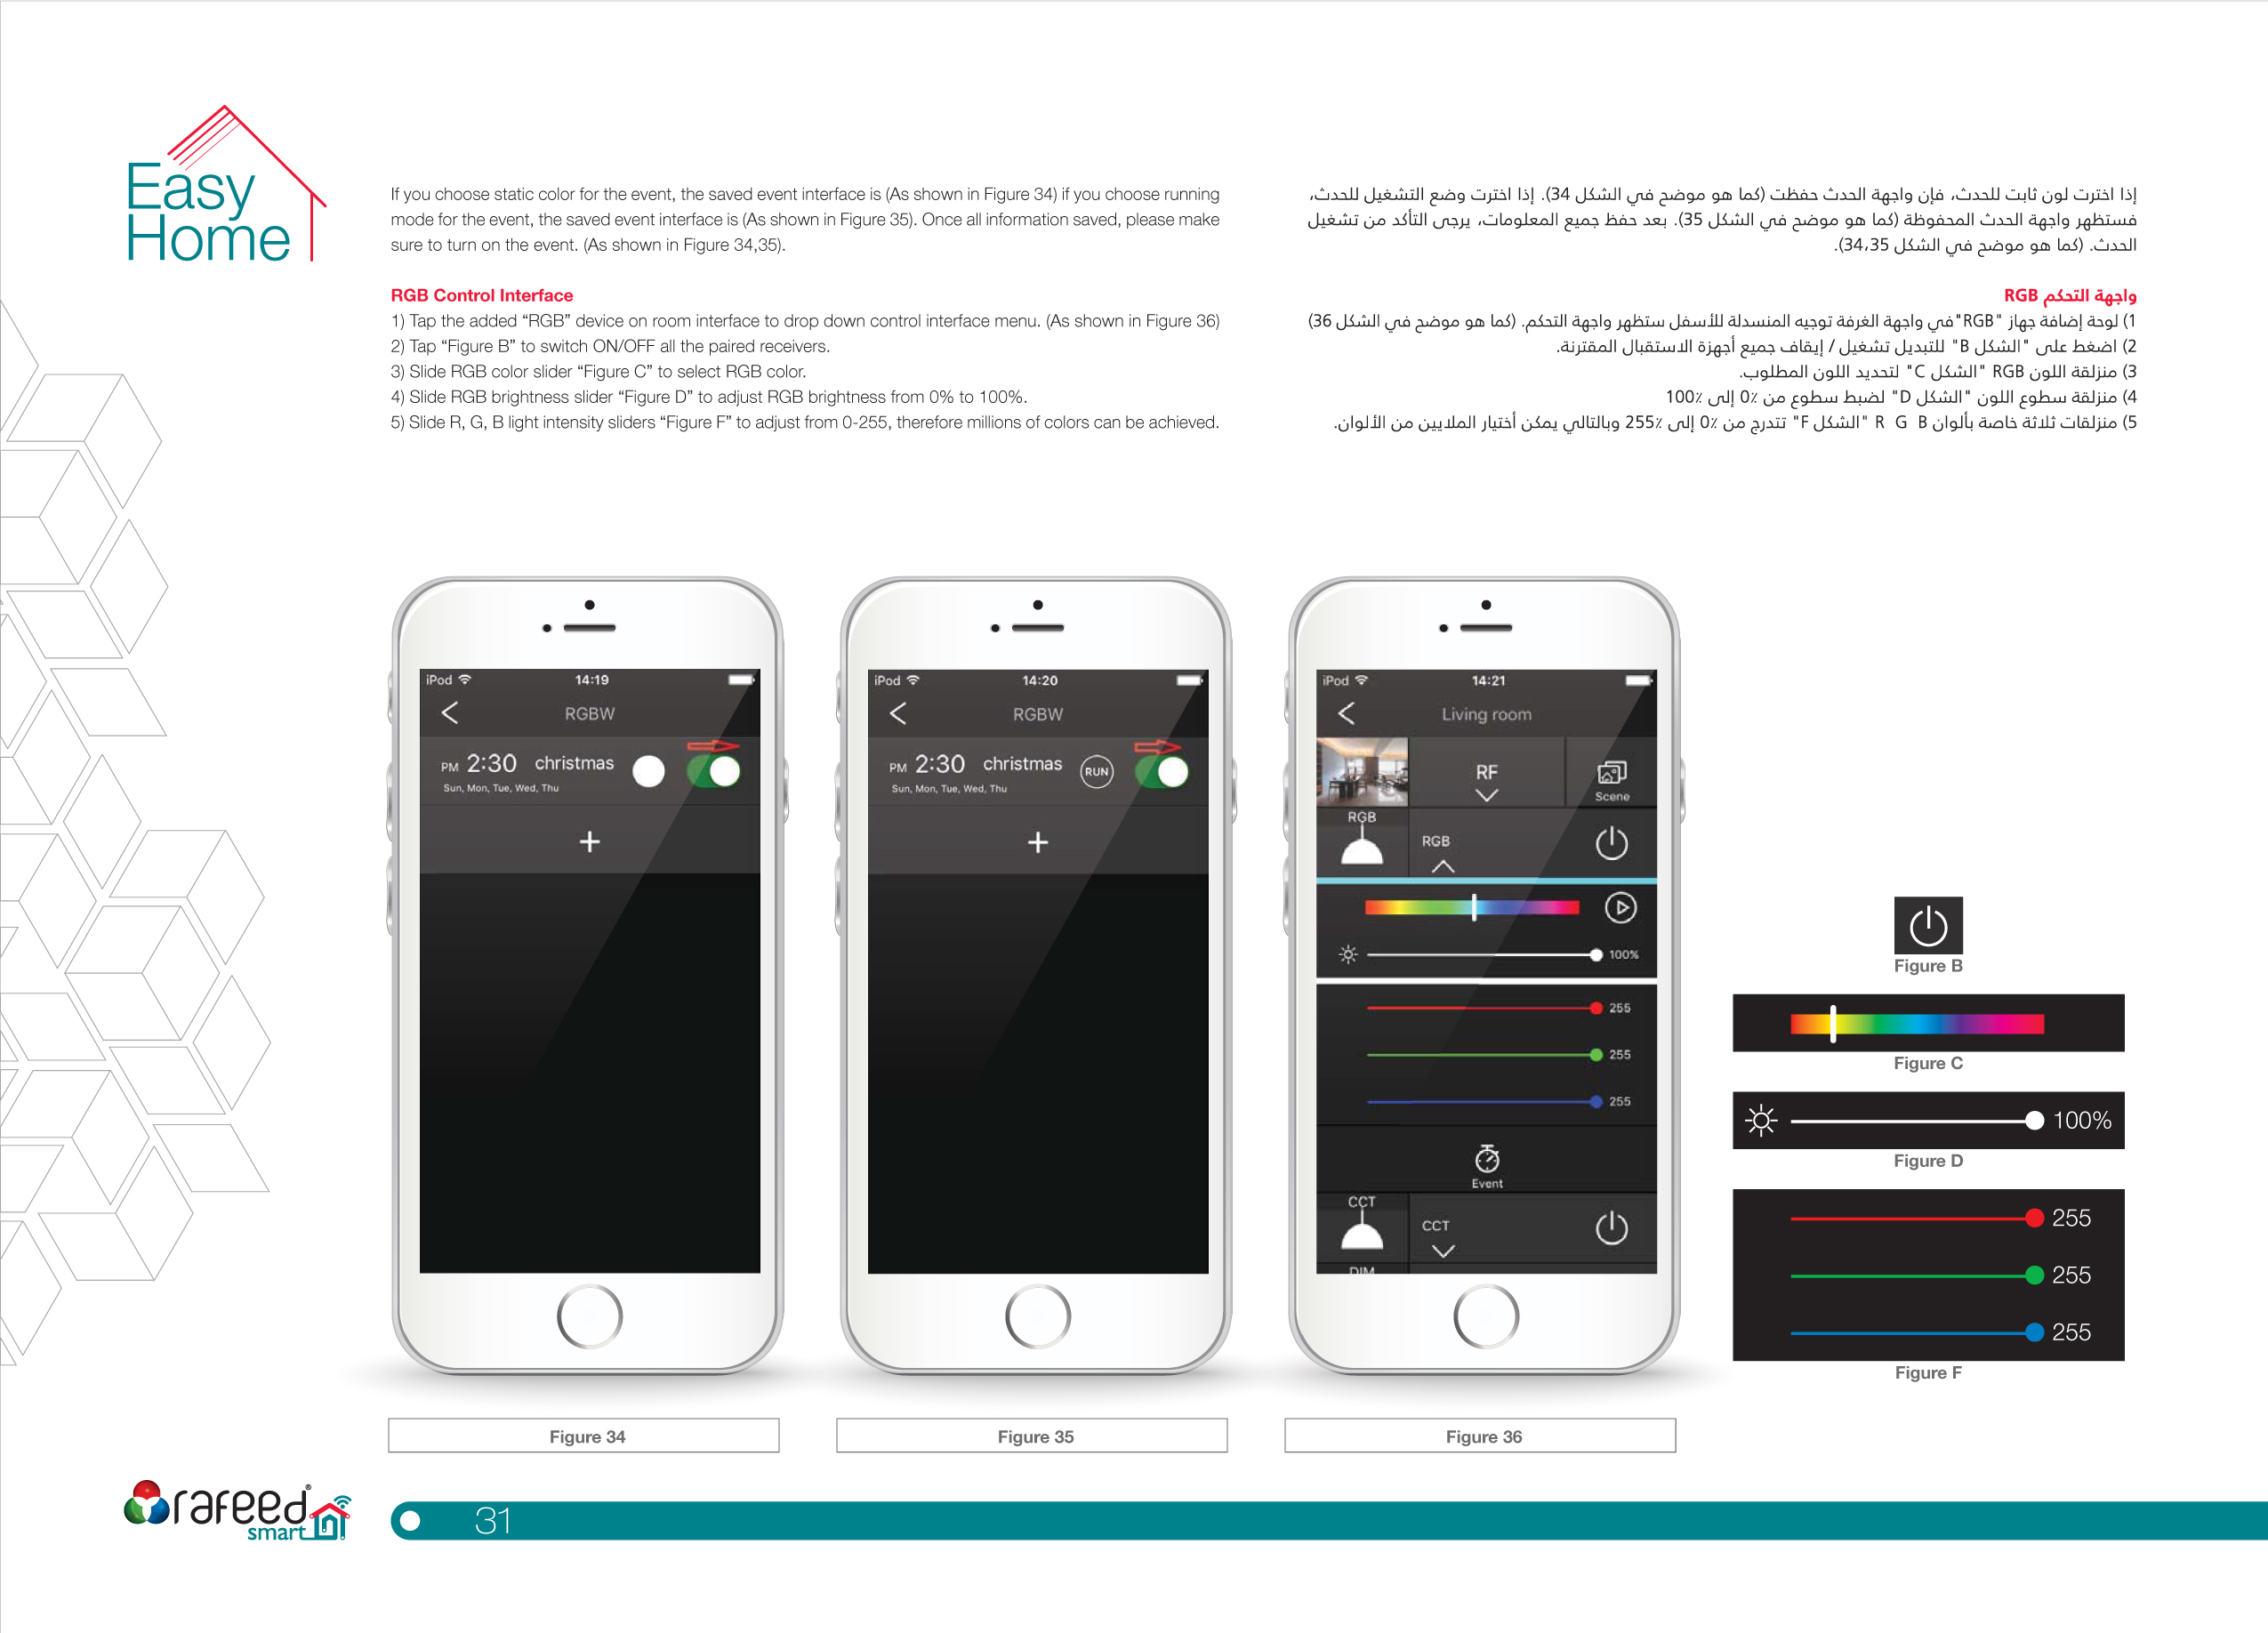 Easy
Home
If you choose static color for the event, the saved event interface is (As shown in Figure 34) if you choose running
mode for the event, the saved event interface is (As shown in Figure 35). Once all information saved, please make
sure to turn on the event. (As shown in Figure 34,35).
RGB Control Interface
1) Tap the added “RGB” device on room interface to drop down control interface menu. (As shown in Figure 36)
2) Tap “Figure B” to switch ON/OFF all the paired receivers.
3) Slide RGB color slider “Figure C” to select RGB color.
4) Slide RGB brightness slider “Figure D” to adjust RGB brightness from 0% to 100%.
5) Slide R, G, B light intensity sliders “Figure F” to adjust from 0-255, therefore millions of colors can be achieved.
إذا اخترت لون ثابت للحدث، فإن واجهة الحدث حفظت (كما هو موضح في الشكل 34). إذا اخترت وضع التشغيل للحدث،
فستظهر واجهة الحدث المحفوظة (كما هو موضح في الشكل 35). بعد حفظ جميع المعلومات، يرجى التأكد من تشغيل
الحدث. (كما هو موضح في الشكل 34،35).
واجهة التحكم RGB
1) لوحة إضافة جهاز "RGB"في واجهة الغرفة توجيه المنسدلة للأسفل ستظهر واجهة التحكم. (كما هو موضح في الشكل 36)
2) اضغط على "الشكل B" للتبديل تشغيل / إيقاف جميع أجهزة الاستقبال المقترنة.
3) منزلقة اللون RGB "الشكل C" لتحديد اللون المطلوب.
4) منزلقة سطوع اللون "الشكل D" لضبط سطوع من 0٪ إلى 100٪
5) منزلقات ثلاثة خاصة بألوان R G B "الشكل F" تتدرج من 0٪ إلى 255٪ وبالتالي يمكن أختيار الملايين من الألوان.
iPod 14:19
RGBW
PM 2:30 christmas
Sun, Mon, Tue, Wed, Thu
+
Figure 34
iPod 14:20
RGBW
PM 2:30 christmas RUN
Sun, Mon, Tue, Wed, Thu
+
Figure 35
iPod 14:21
Living room
RF
Scene
RGB
RGB
100%
255
255
255
Event
CCT
CCT
DIM
Figure 36
Figure B
Figure C
100%
Figure D
255
255
255
Figure F
rafeed®
smart
31